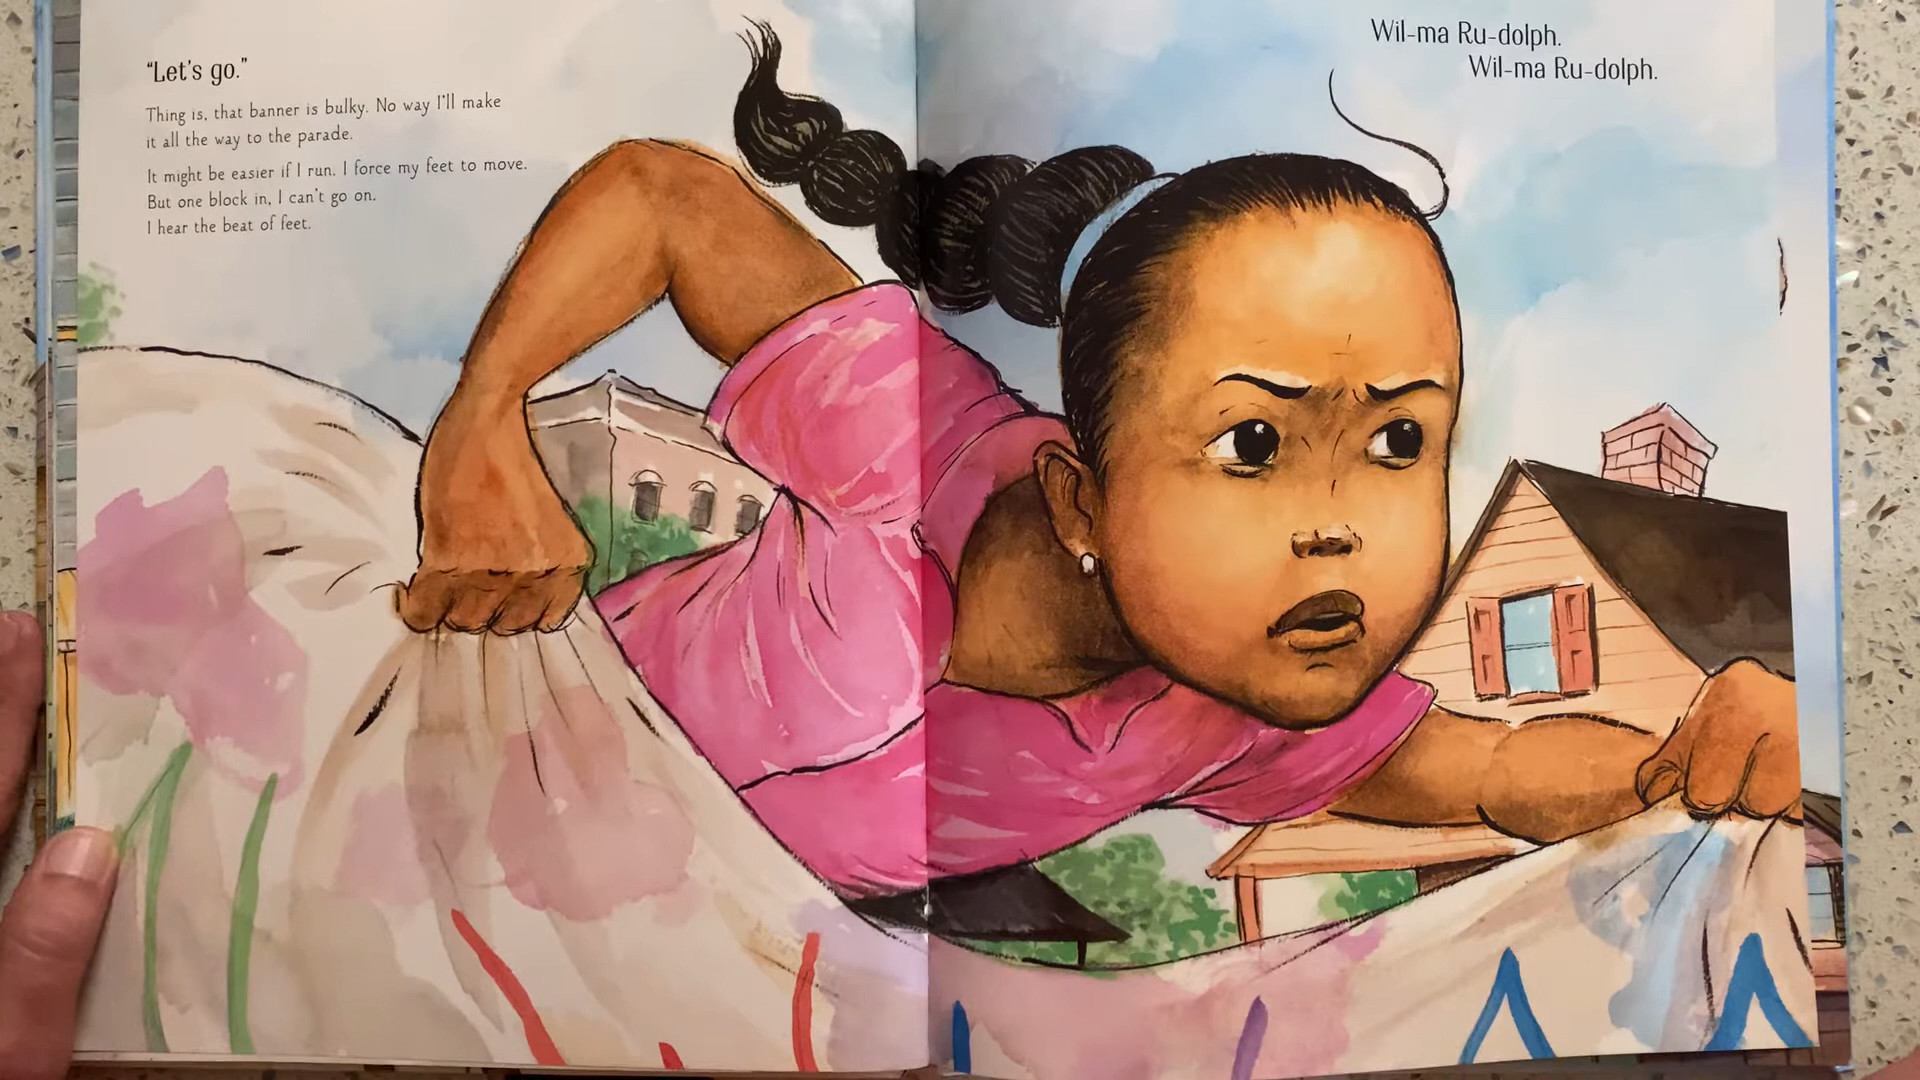 “Let’s go.”
Thing is, that banner is bulky. No way I’ll make
it all the way to the parade.
It might be easier if I run. I force my feet to move.
But one block in, I can’t go on.
I hear the beat of feet.
Wil-ma Ru-dolph.
Wil-ma Ru-dolph.